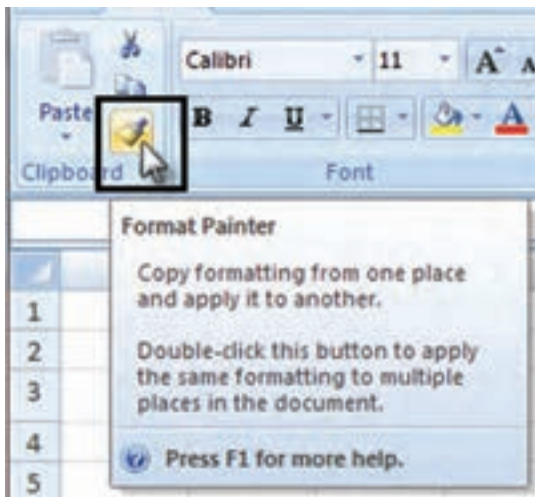 Calibri
11
A A
Paste
B I U A
Clipboard
Font
Format Painter
Copy formatting from one place
and apply it to another.
Double-click this button to apply
the same formatting to multiple
places in the document.
Press F1 for more help.
1
2
3
4
5